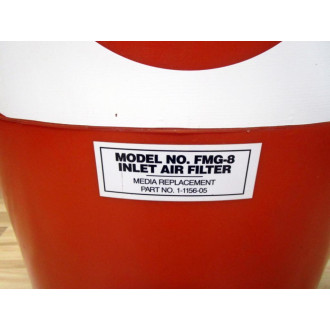 MODEL NO. FMG-8
INLET AIR FILTER
MEDIA REPLACEMENT
PART NO. 1-1156-05